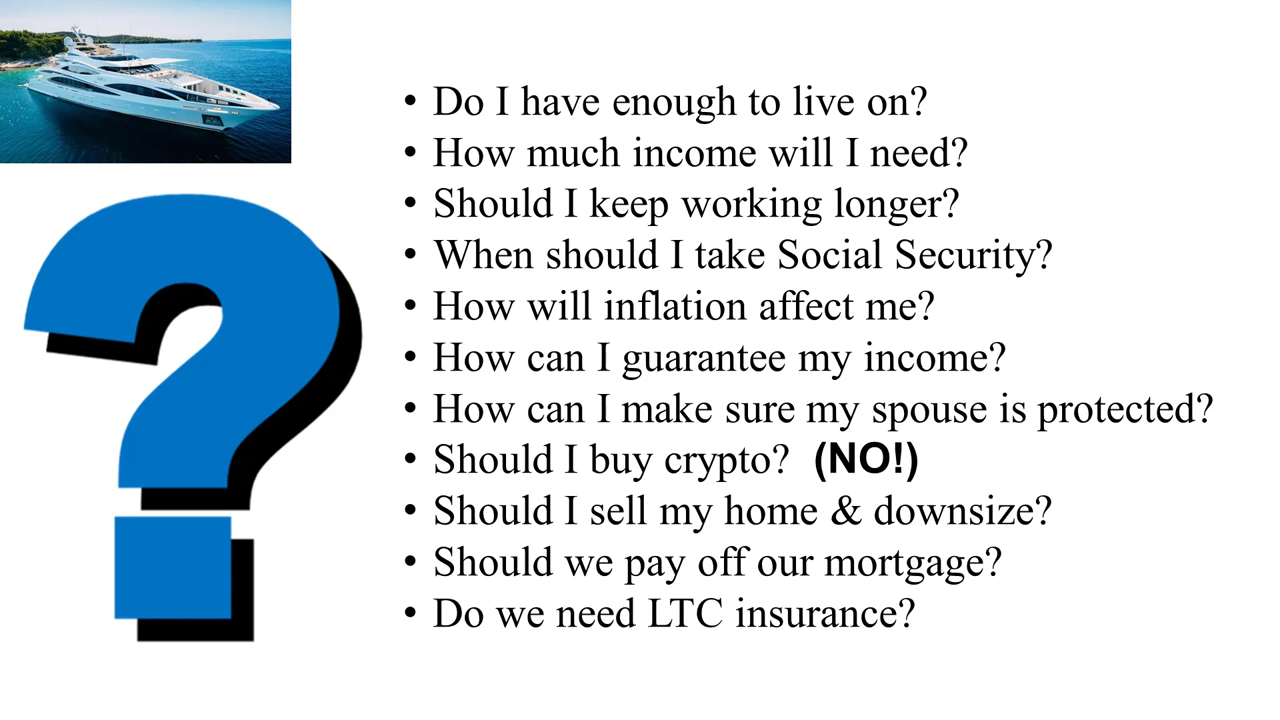 • Do I have enough to live on?
• How much income will I need?
• Should I keep working longer?
• When should I take Social Security?
• How will inflation affect me?
• How can I guarantee my income?
• How can I make sure my spouse is protected?
• Should I buy crypto? (NO!)
• Should I sell my home & downsize?
• Should we pay off our mortgage?
• Do we need LTC insurance?